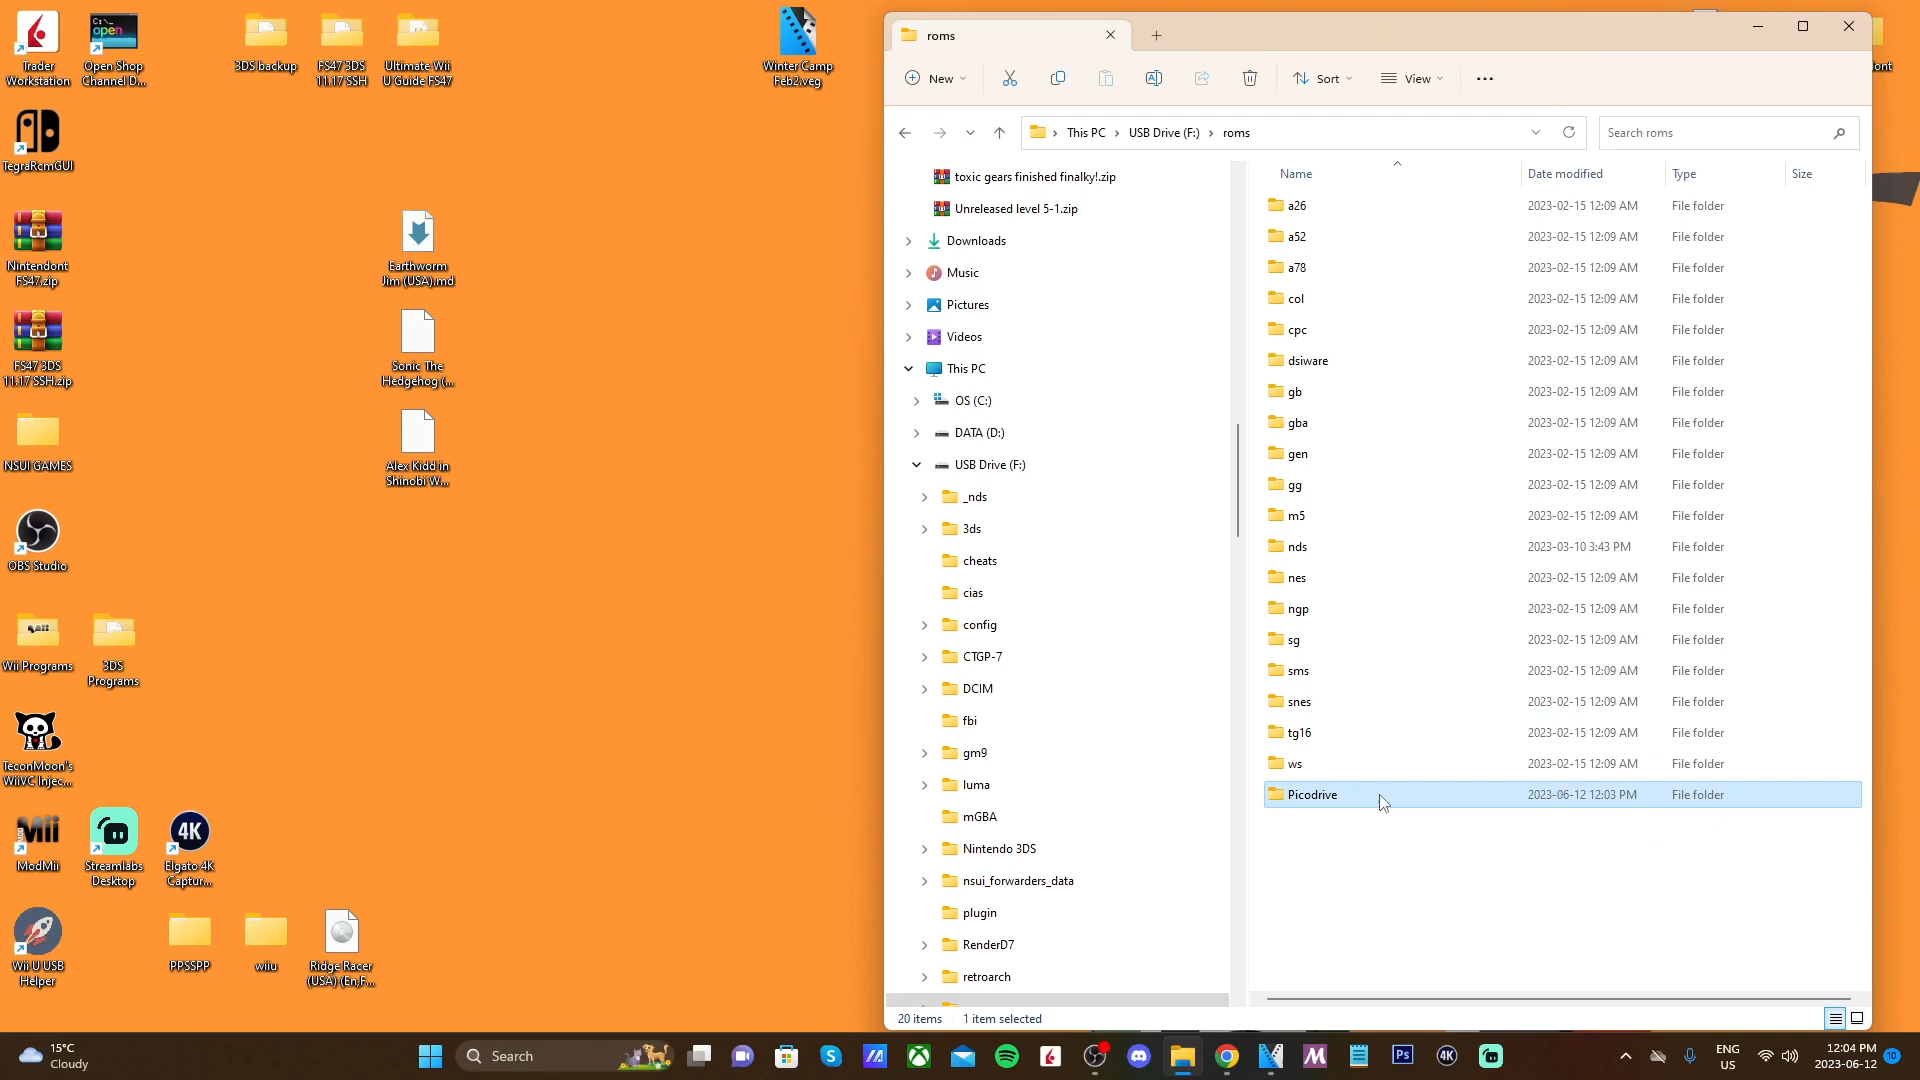 Trader
Workstation
C:\_
open
Open Shop
Channel D...
3DS backup
FS47 3DS
11.17 SSH
Ultimate Wii
U Guide FS47
Winter Camp
Feb2.veg
TegraRcmGUI
Nintendont
FS47.zip
Earthworm
Jim (USA).md
FS47 3DS
11.17 SSH.zip
Sonic The
Hedgehog (...
NSUI GAMES
Alex Kidd in
Shinobi W...
OBS Studio
Wii Programs
3DS
Programs
TeconMoon's
WiiVC Injec...
ModMii
Streamlabs
Desktop
4K
Elgato 4K
Captur...
Wii U USB
Helper
PPSSPP
wiiu
Ridge Racer
(USA) (En,F...
roms
New
Sort
View
This PC
USB Drive (F:)
roms
Search roms
toxic gears finished finalky!.zip
Unreleased level 5-1.zip
Downloads
Music
Pictures
Videos
This PC
OS (C:)
DATA (D:)
USB Drive (F:)
_nds
3ds
cheats
cias
config
CTGP-7
DCIM
fbi
gm9
luma
mGBA
Nintendo 3DS
nsui_forwarders_data
plugin
RenderD7
retroarch
Name Date modified Type Size
a26 2023-02-15 12:09 AM File folder
a52 2023-02-15 12:09 AM File folder
a78 2023-02-15 12:09 AM File folder
col 2023-02-15 12:09 AM File folder
cpc 2023-02-15 12:09 AM File folder
dsiware 2023-02-15 12:09 AM File folder
gb 2023-02-15 12:09 AM File folder
gba 2023-02-15 12:09 AM File folder
gen 2023-02-15 12:09 AM File folder
gg 2023-02-15 12:09 AM File folder
m5 2023-02-15 12:09 AM File folder
nds 2023-03-10 3:43 PM File folder
nes 2023-02-15 12:09 AM File folder
ngp 2023-02-15 12:09 AM File folder
sg 2023-02-15 12:09 AM File folder
sms 2023-02-15 12:09 AM File folder
snes 2023-02-15 12:09 AM File folder
tg16 2023-02-15 12:09 AM File folder
ws 2023-02-15 12:09 AM File folder
Picodrive 2023-06-12 12:03 PM File folder
20 items
1 item selected
15°C
Cloudy
Search
Ps
4K
ENG
US
12:04 PM
2023-06-12
10